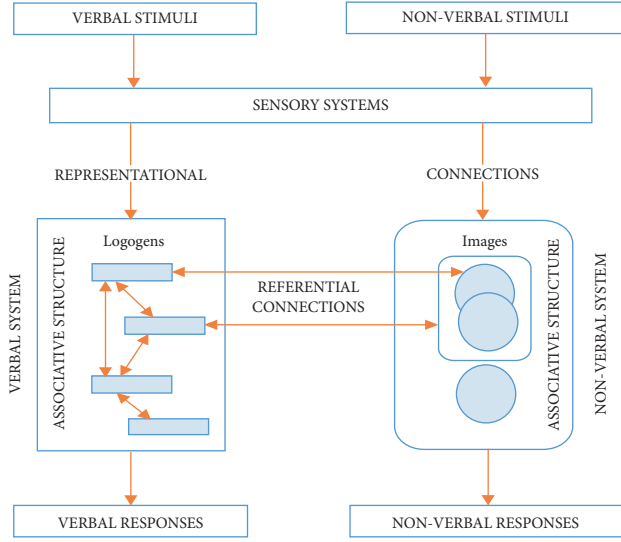 VERBAL STIMULI
NON-VERBAL STIMULI
SENSORY SYSTEMS
REPRESENTATIONAL
CONNECTIONS
VERBAL SYSTEM
ASSOCIATIVE STRUCTURE
Logogens
REFERENTIAL
CONNECTIONS
Images
ASSOCIATIVE STRUCTURE
NON-VERBAL SYSTEM
VERBAL RESPONSES
NON-VERBAL RESPONSES